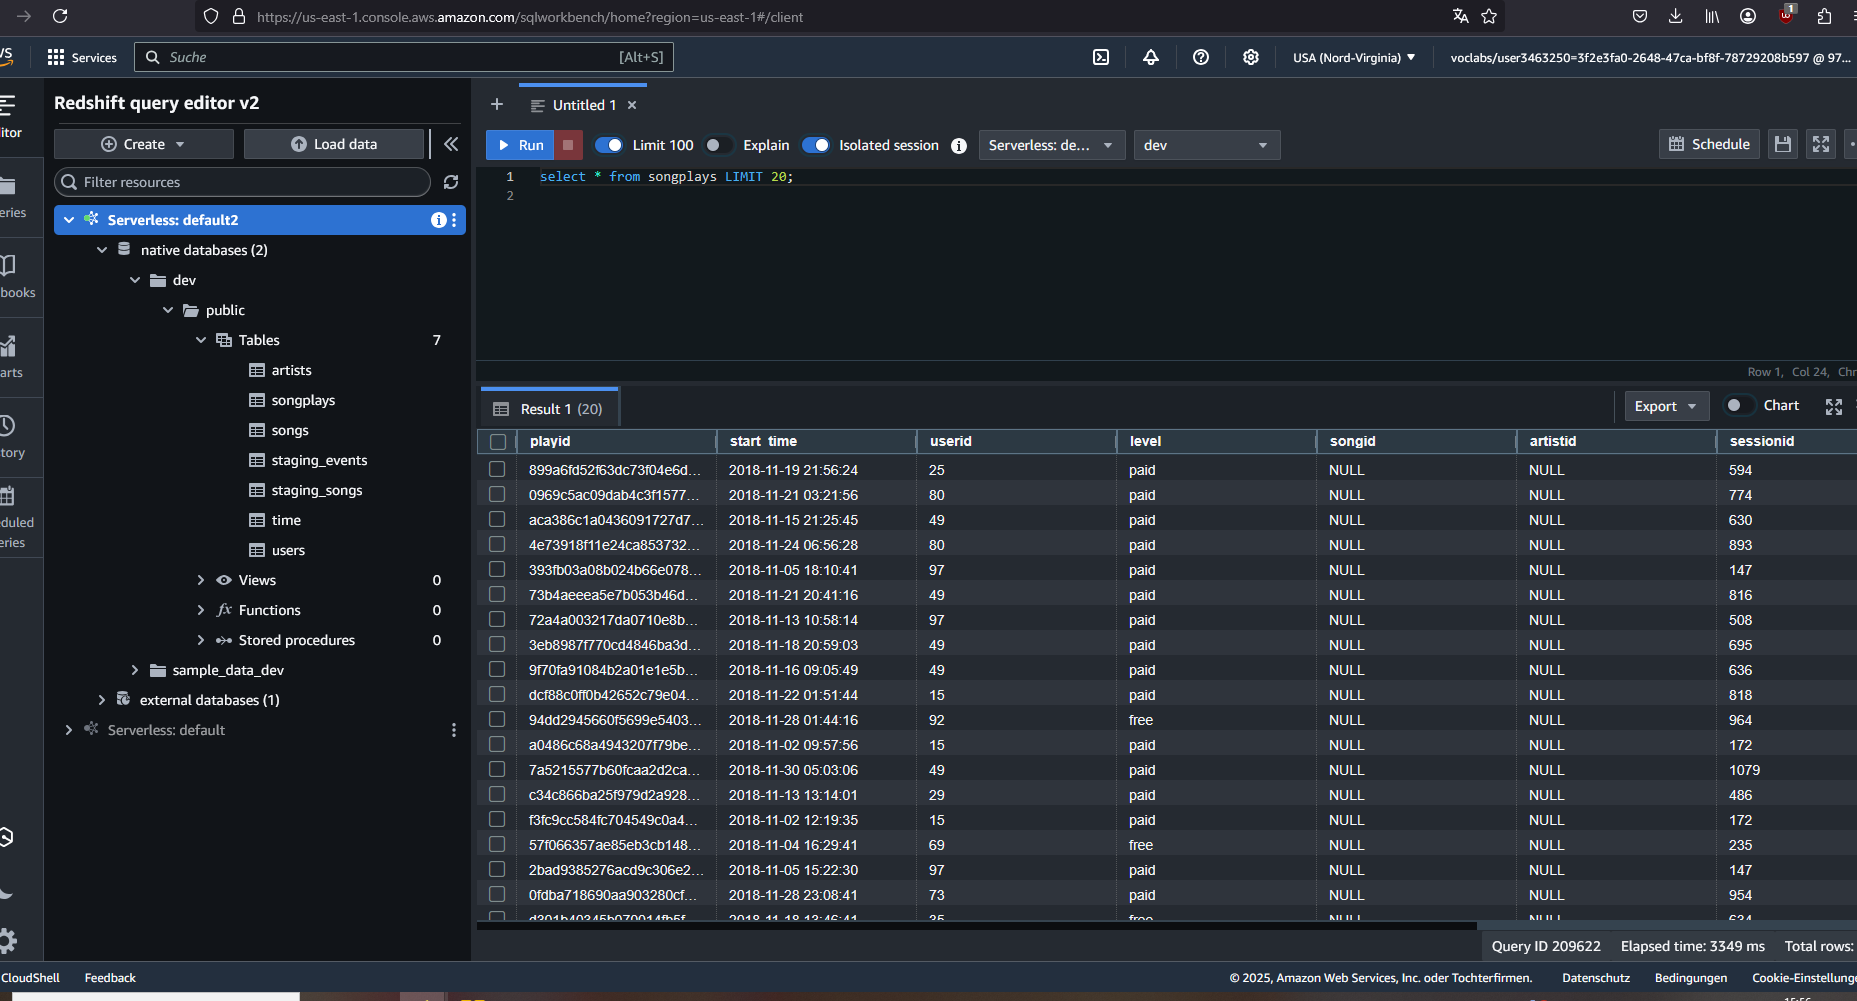 https://us-east-1.console.aws.amazon.com/sqlworkbench/home?region=us-east-1#/client
1
Services
Suche
[Alt+S]
USA (Nord-Virginia)
voclabs/user3463250=3f2e3fa0-2648-47ca-bf8f-78729208b597 @ 97...
Redshift query editor v2
Create
Load data
Filter resources
Serverless: default2
native databases (2)
dev
public
Tables 7
artists
songplays
songs
staging_events
staging_songs
time
users
Views 0
Functions 0
Stored procedures 0
sample_data_dev
external databases (1)
Serverless: default
Untitled 1
Run
Limit 100
Explain
Isolated session
Serverless: de...
dev
Schedule
1 select * from songplays LIMIT 20;
2
Row 1, Col 24, Chr
Result 1 (20)
Export
Chart
playid start time userid level songid artistid sessionid
899a6fd52f63dc73f04e6d... 2018-11-19 21:56:24 25 paid NULL NULL 594
0969c5ac09dab4c3f1577... 2018-11-21 03:21:56 80 paid NULL NULL 774
aca386c1a0436091727d7... 2018-11-15 21:25:45 49 paid NULL NULL 630
4e73918f11e24ca853732... 2018-11-24 06:56:28 80 paid NULL NULL 893
393fb03a08b024b66e078... 2018-11-05 18:10:41 97 paid NULL NULL 147
73b4aeeea5e7b053b46d... 2018-11-21 20:41:16 49 paid NULL NULL 816
72a4a003217da0710e8b... 2018-11-13 10:58:14 97 paid NULL NULL 508
3eb8987f770cd4846ba3d... 2018-11-18 20:59:03 49 paid NULL NULL 695
9f70fa91084b2a01e1e5b... 2018-11-16 09:05:49 49 paid NULL NULL 636
dcf88c0ff0b42652c79e04... 2018-11-22 01:51:44 15 paid NULL NULL 818
94dd2945660f5699e5403... 2018-11-28 01:44:16 92 free NULL NULL 964
a0486c68a4943207f79be... 2018-11-02 09:57:56 15 paid NULL NULL 172
7a5215577b60fcaa2d2ca... 2018-11-30 05:03:06 49 paid NULL NULL 1079
c34c866ba25f979d2a928... 2018-11-13 13:14:01 29 paid NULL NULL 486
f3fc9cc584fc704549c0a4... 2018-11-02 12:19:35 15 paid NULL NULL 172
57f066357ae85eb3cb148... 2018-11-04 16:29:41 69 free NULL NULL 235
2bad9385276acd9c306e2... 2018-11-05 15:22:30 97 paid NULL NULL 147
0fdba718690aa903280cf... 2018-11-28 23:08:41 73 paid NULL NULL 954
Query ID 209622 Elapsed time: 3349 ms Total rows:
CloudShell Feedback
© 2025, Amazon Web Services, Inc. oder Tochterfirmen. Datenschutz Bedingungen Cookie-Einstellunge